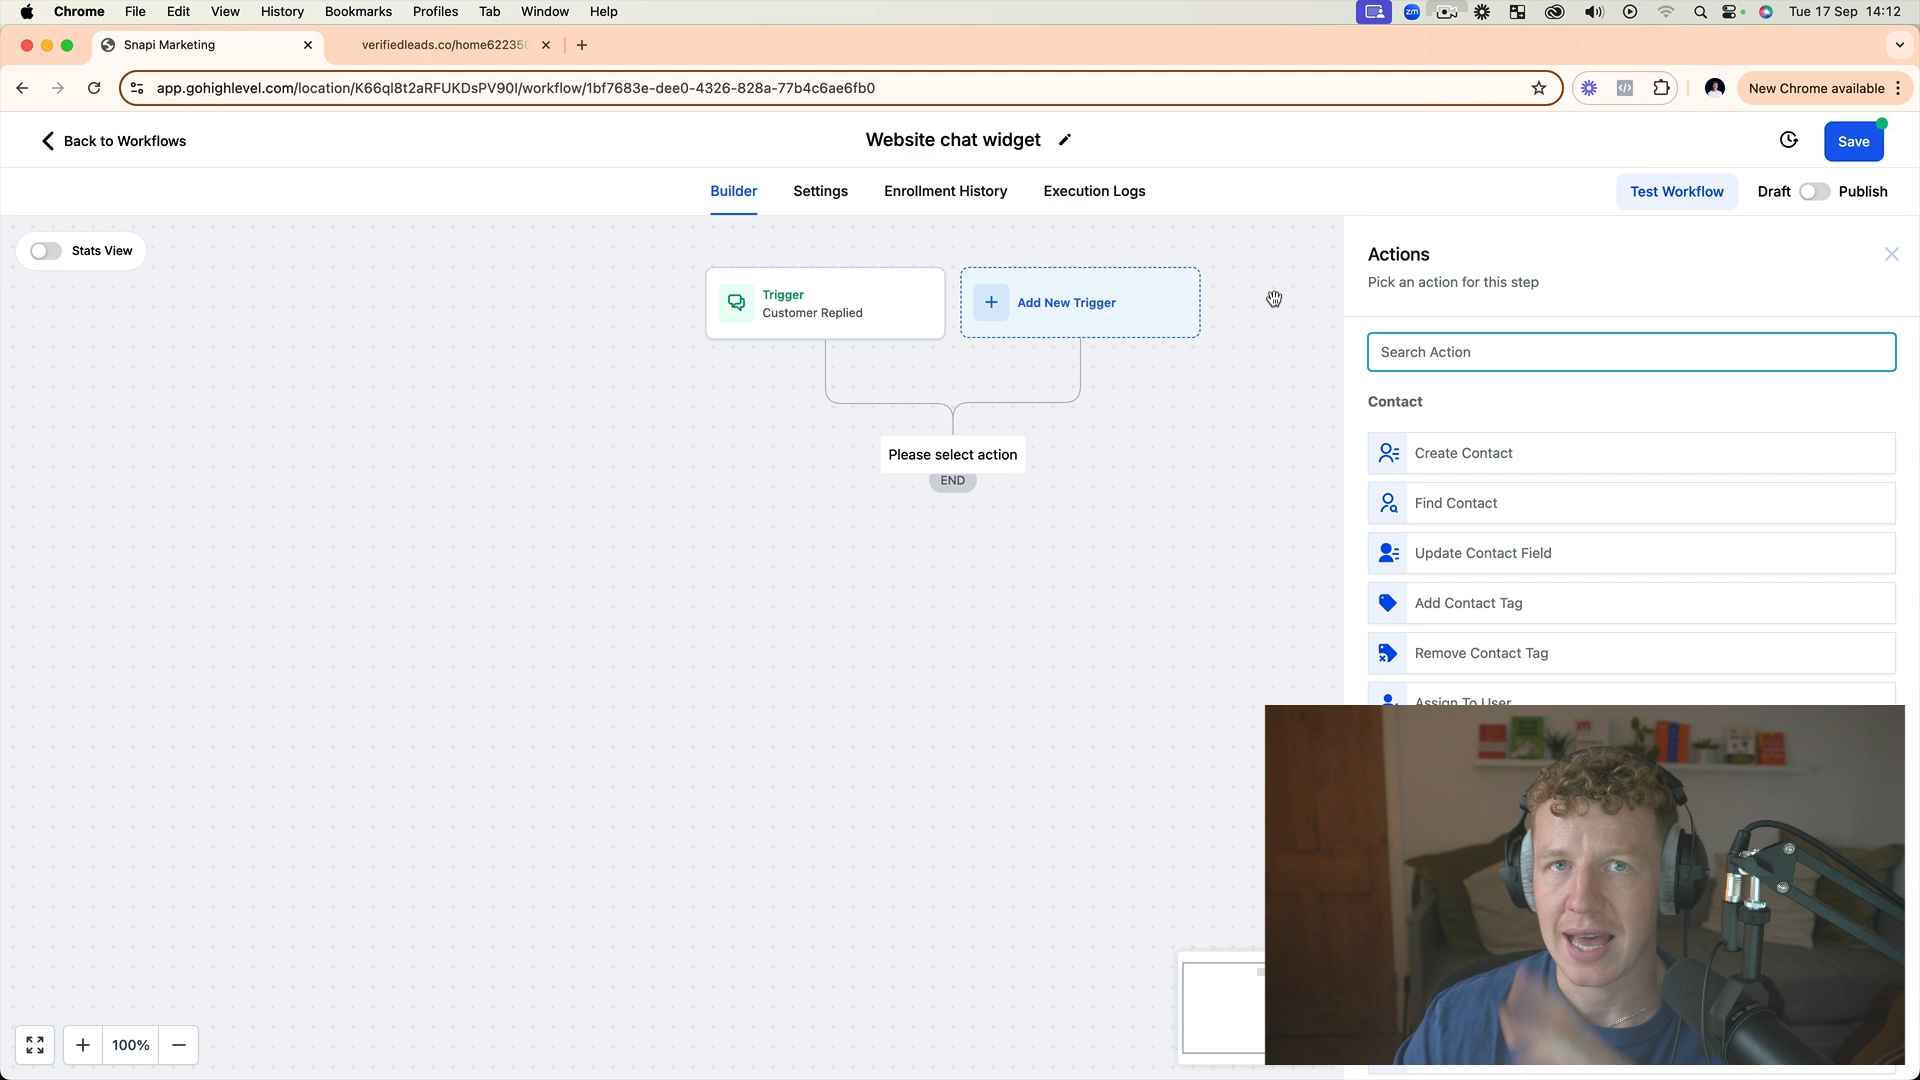 Chrome File Edit View History Bookmarks Profiles Tab Window Help
zm
Tue 17 Sep 14:12
Snapi Marketing
verifiedleads.co/home62235
app.gohighlevel.com/location/K66ql8t2aRFUKDsPV90I/workflow/1bf7683e-dee0-4326-828a-77b4c6ae6fb0
New Chrome available
Back to Workflows
Website chat widget
Save
Builder Settings Enrollment History Execution Logs
Test Workflow
Draft Publish
Stats View
Trigger
Customer Replied
Add New Trigger
Please select action
END
Actions
Pick an action for this step
Search Action
Contact
Create Contact
Find Contact
Update Contact Field
Add Contact Tag
Remove Contact Tag
Assign To User
100%